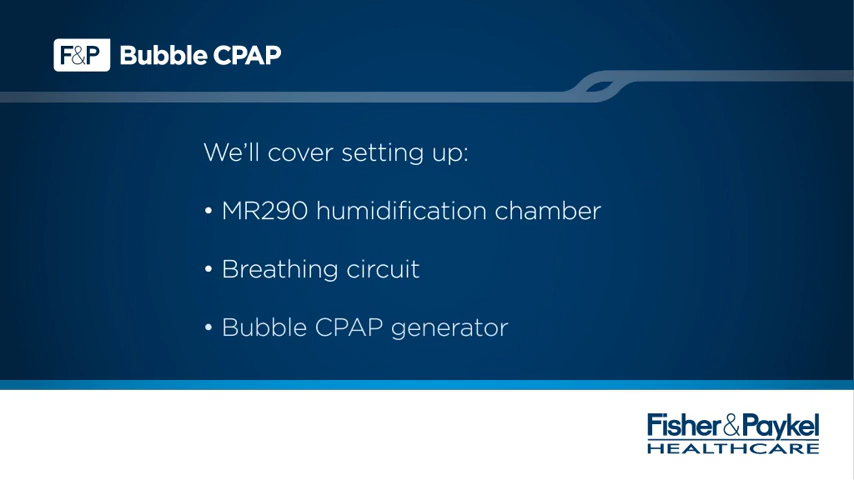 F&P Bubble CPAP
We'll cover setting up:
• MR290 humidification chamber
• Breathing circuit
• Bubble CPAP generator
Fisher&Paykel
HEALTHCARE